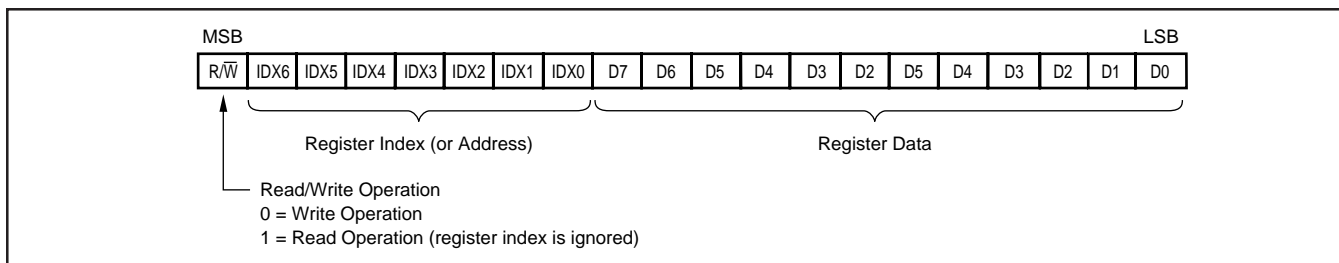 MSB LSB
R/W̅ IDX6 IDX5 IDX4 IDX3 IDX2 IDX1 IDX0 D7 D6 D5 D4 D3 D2 D5 D4 D3 D2 D1 D0
Register Index (or Address) Register Data
Read/Write Operation
0 = Write Operation
1 = Read Operation (register index is ignored)